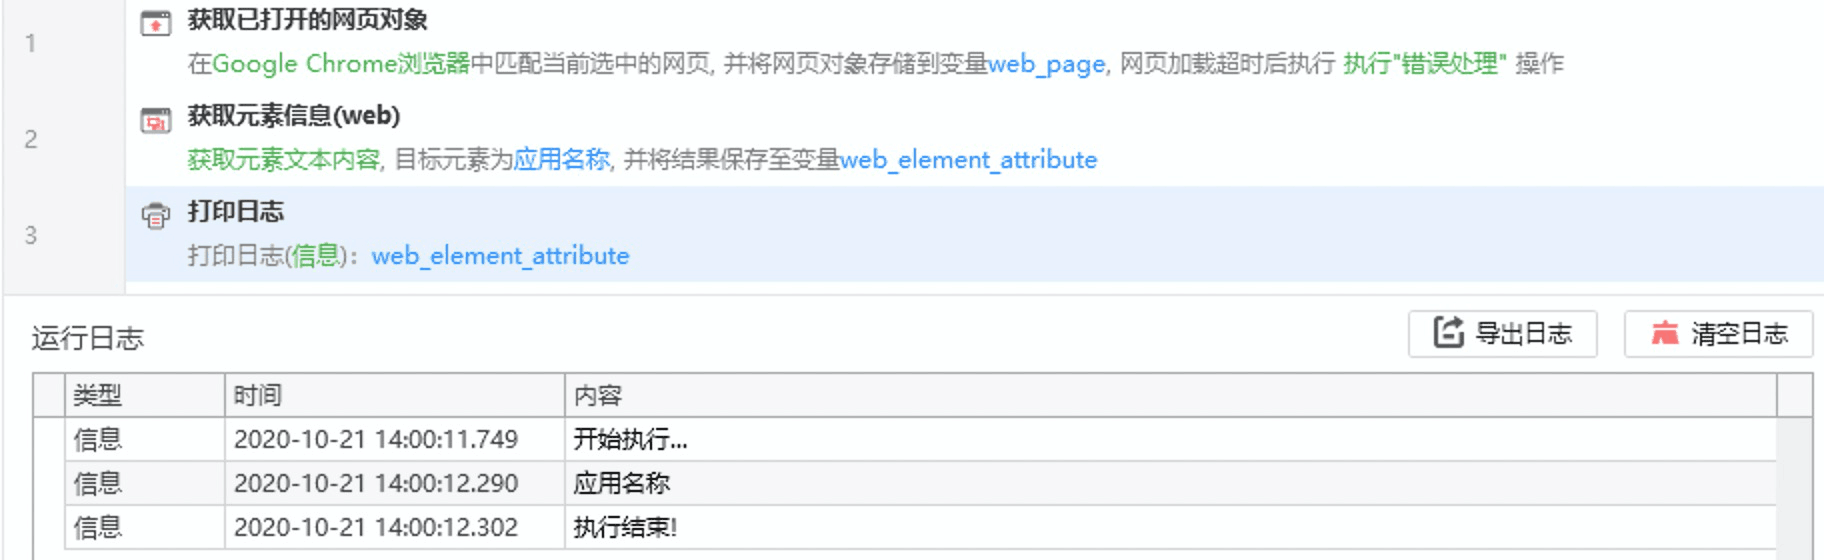 1
获取已打开的网页对象
在Google Chrome浏览器中匹配当前选中的网页, 并将网页对象存储到变量web_page, 网页加载超时后执行 执行"错误处理" 操作
2
获取元素信息(web)
获取元素文本内容, 目标元素为应用名称, 并将结果保存至变量web_element_attribute
3
打印日志
打印日志(信息): web_element_attribute
运行日志 导出日志 清空日志
类型 时间 内容
信息 2020-10-21 14:00:11.749 开始执行...
信息 2020-10-21 14:00:12.290 应用名称
信息 2020-10-21 14:00:12.302 执行结束!